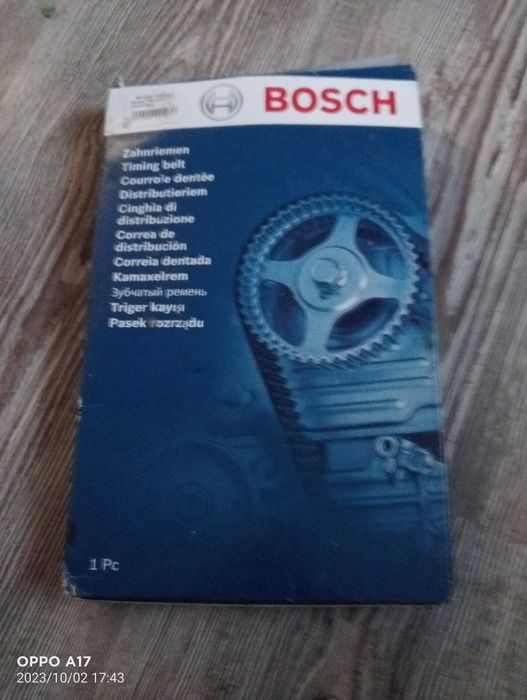 BOSCH
Zahnriemen
Timing belt
Courroie dentée
Distributieriem
Cinghia di
distribuzione
Correa de
distribución
Correia dentada
Kamaxelrem
Зубчатый ремень
Triger kayışı
Pasek rozrządu
1 Pc
OPPO A17
2023/10/02 17:43